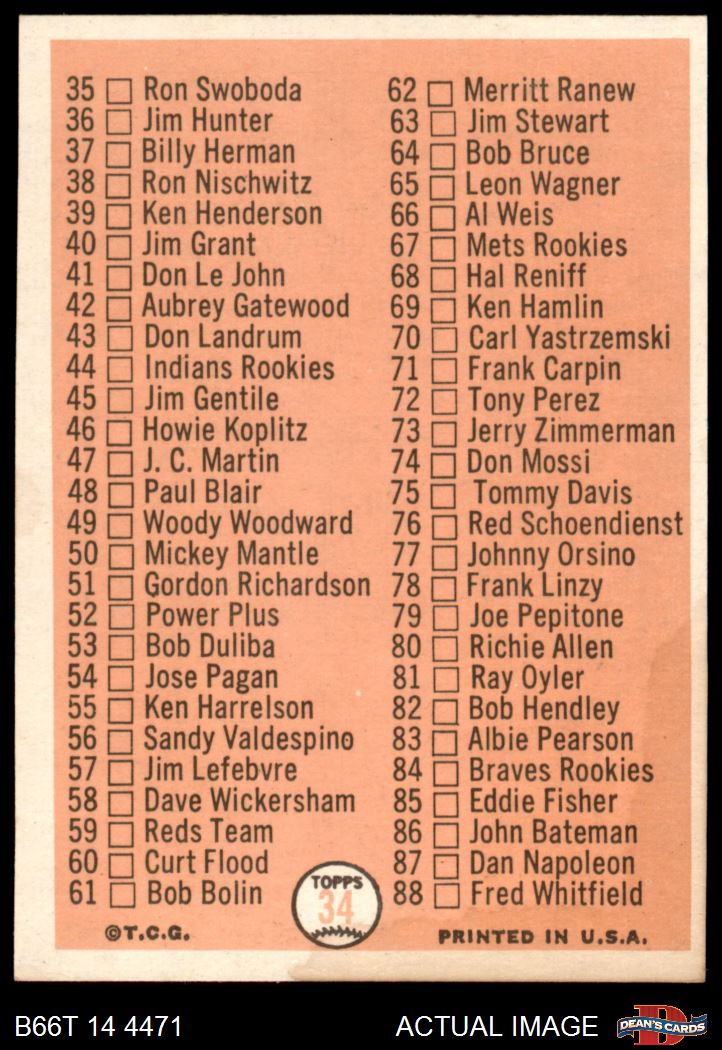 35 Ron Swoboda
36 Jim Hunter
37 Billy Herman
38 Ron Nischwitz
39 Ken Henderson
40 Jim Grant
41 Don Le John
42 Aubrey Gatewood
43 Don Landrum
44 Indians Rookies
45 Jim Gentile
46 Howie Koplitz
47 J. C. Martin
48 Paul Blair
49 Woody Woodward
50 Mickey Mantle
51 Gordon Richardson
52 Power Plus
53 Bob Duliba
54 Jose Pagan
55 Ken Harrelson
56 Sandy Valdespino
57 Jim Lefebvre
58 Dave Wickersham
59 Reds Team
60 Curt Flood
61 Bob Bolin
62 Merritt Ranew
63 Jim Stewart
64 Bob Bruce
65 Leon Wagner
66 Al Weis
67 Mets Rookies
68 Hal Reniff
69 Ken Hamlin
70 Carl Yastrzemski
71 Frank Carpin
72 Tony Perez
73 Jerry Zimmerman
74 Don Mossi
75 Tommy Davis
76 Red Schoendienst
77 Johnny Orsino
78 Frank Linzy
79 Joe Pepitone
80 Richie Allen
81 Ray Oyler
82 Bob Hendley
83 Albie Pearson
84 Braves Rookies
85 Eddie Fisher
86 John Bateman
87 Dan Napoleon
88 Fred Whitfield
TOPPS
34
©T.C.G.
PRINTED IN U.S.A.
B66T 14 4471
ACTUAL IMAGE
D
DEAN'S CARDS